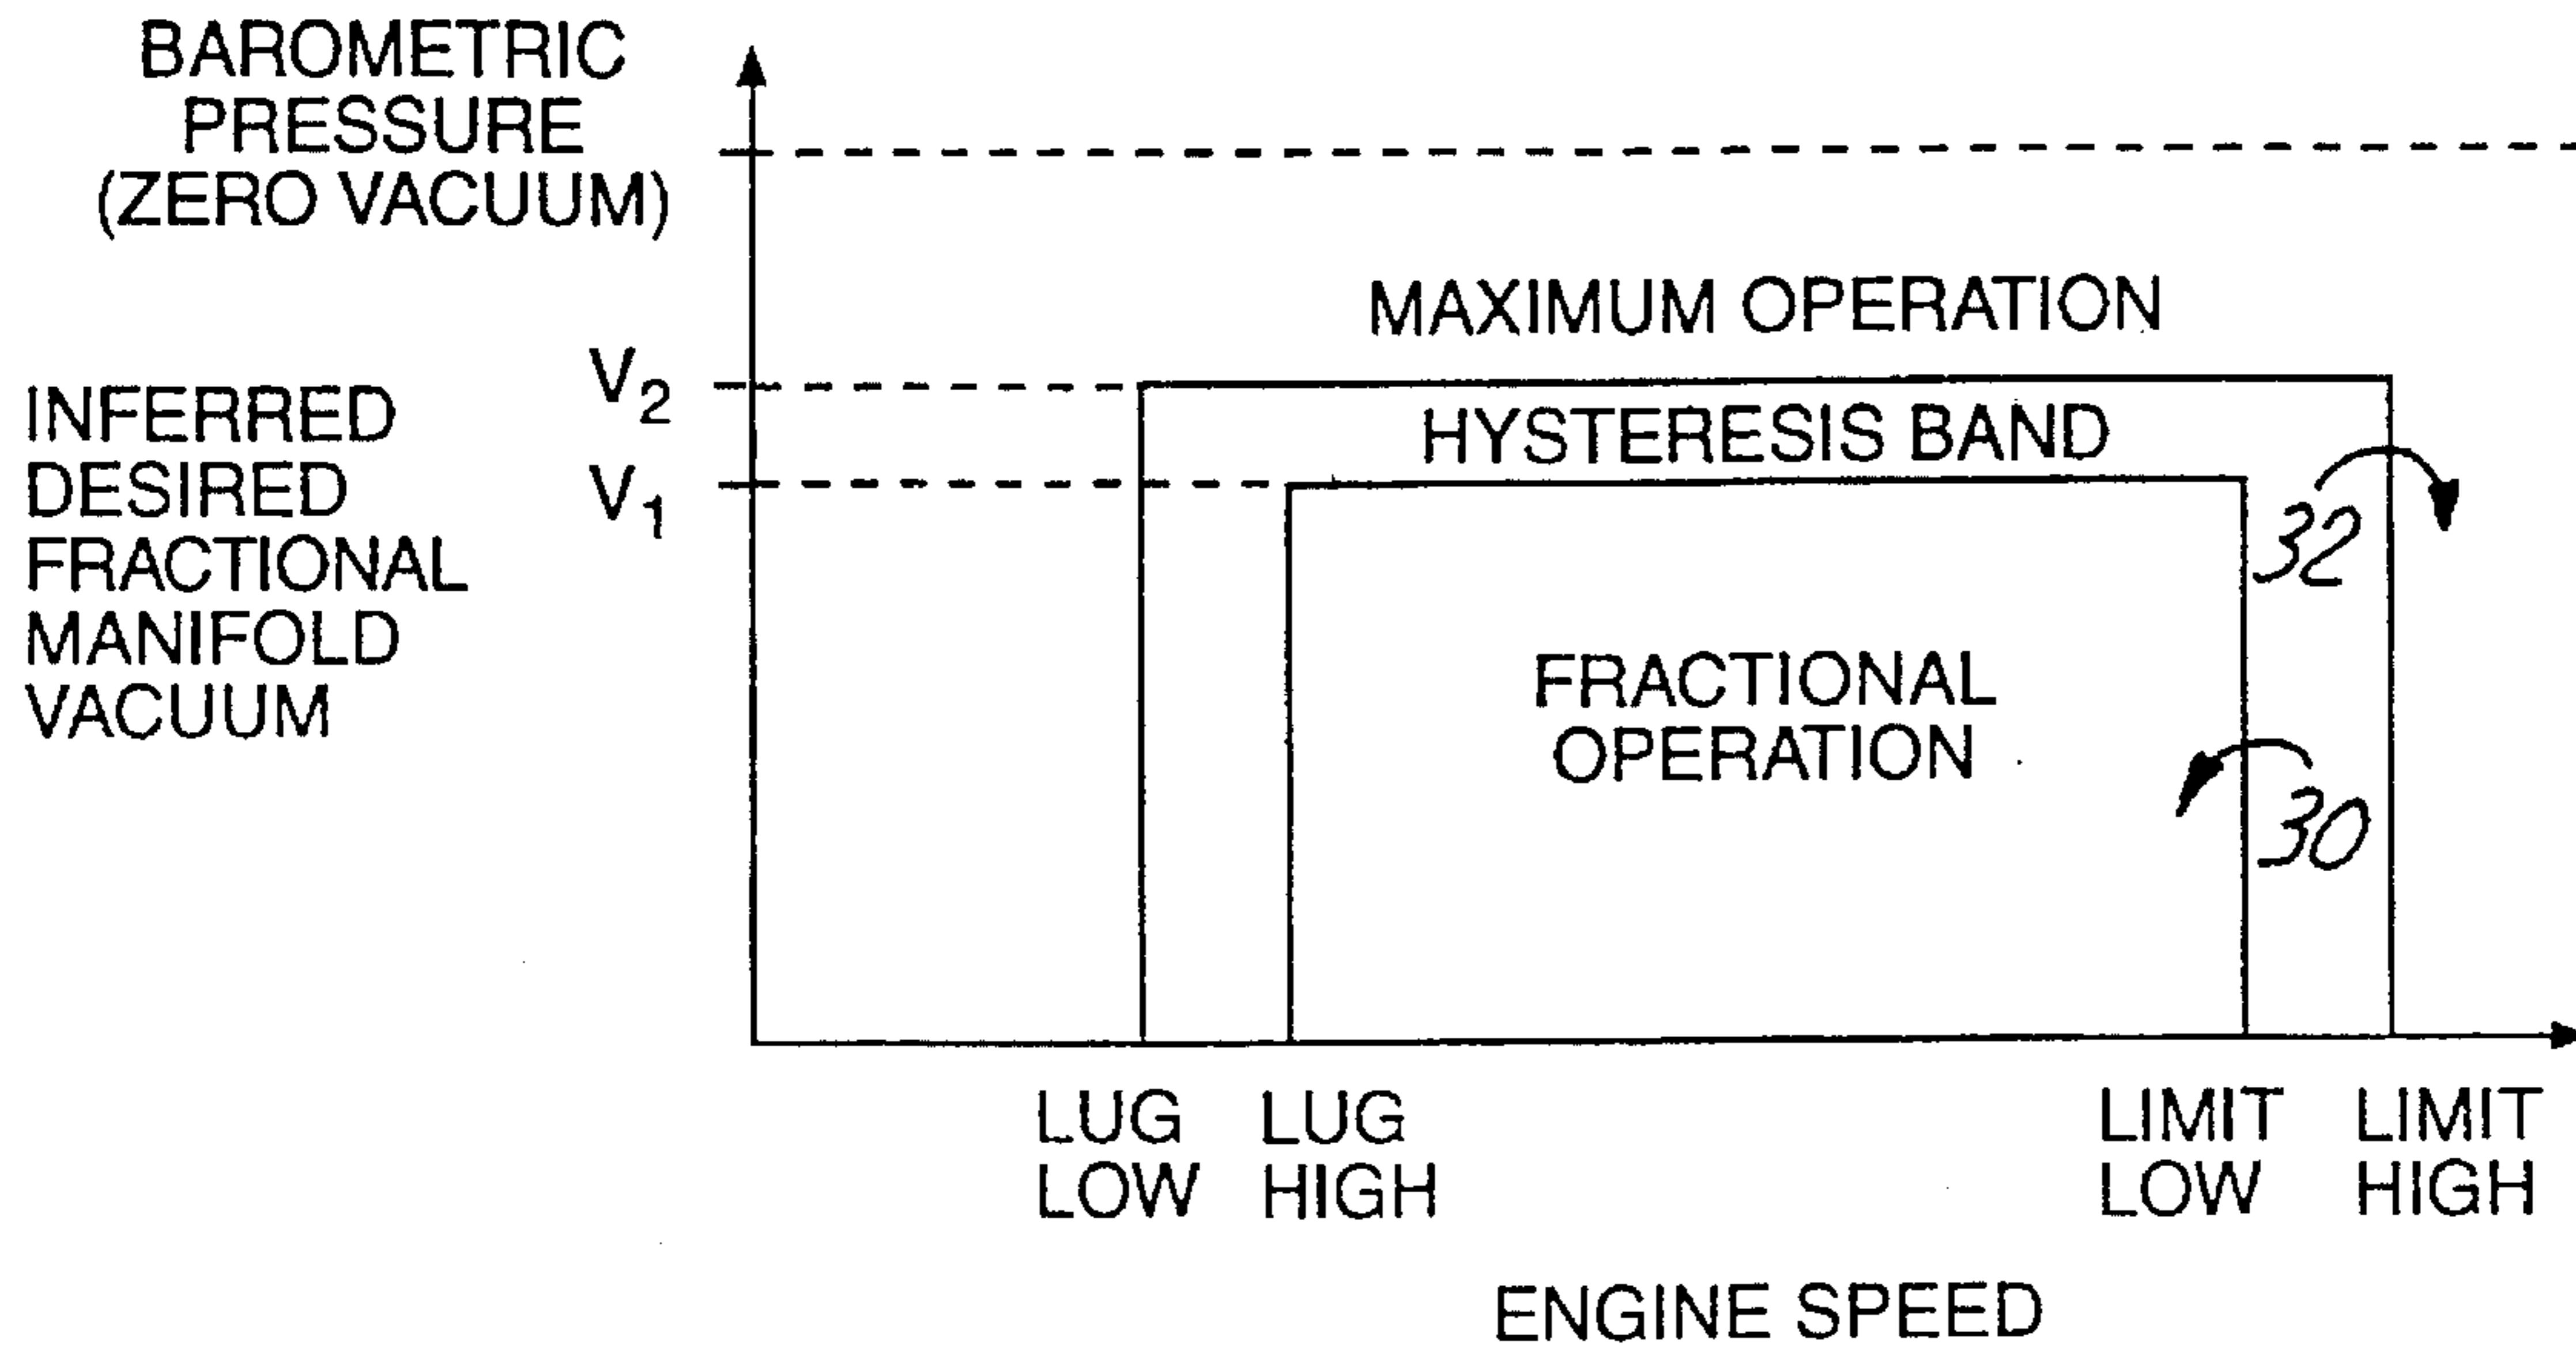 BAROMETRIC
PRESSURE
(ZERO VACUUM)
MAXIMUM OPERATION
V2
INFERRED
DESIRED
FRACTIONAL
MANIFOLD
VACUUM
HYSTERESIS BAND
V1
32
FRACTIONAL
OPERATION
30
LUG
LOW
LUG
HIGH
LIMIT
LOW
LIMIT
HIGH
ENGINE SPEED